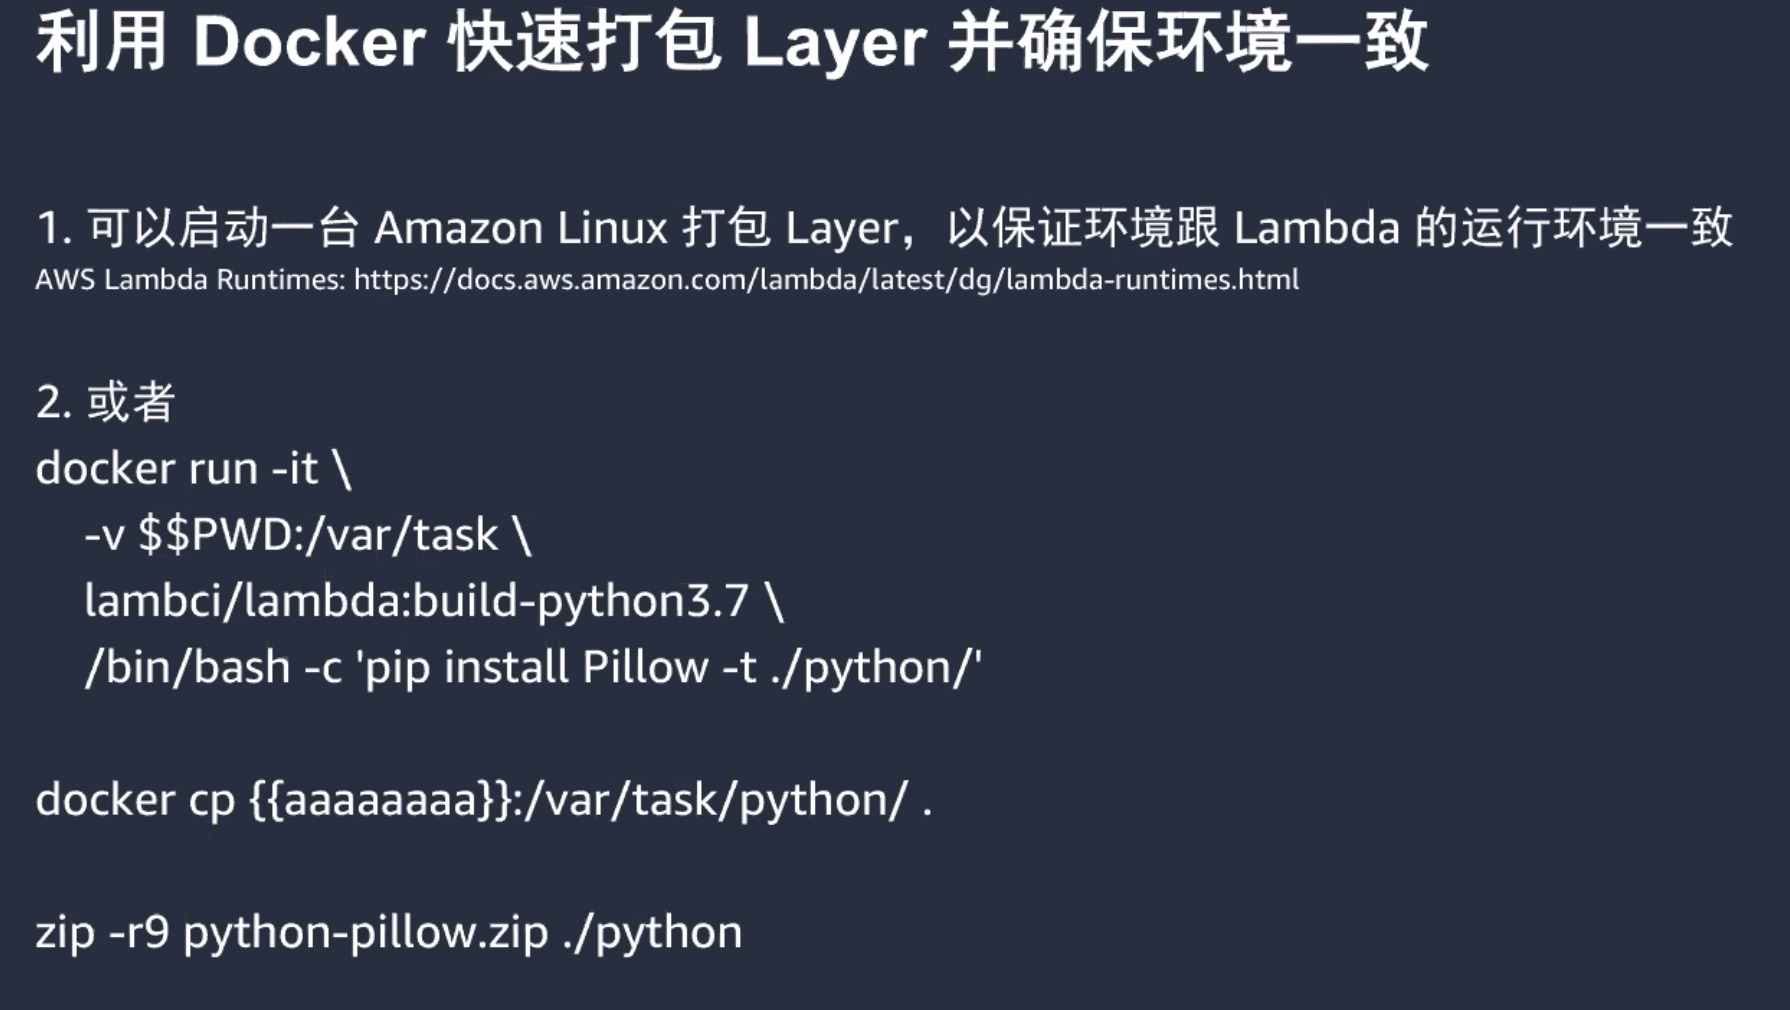 利用 Docker 快速打包 Layer 并确保环境一致
1. 可以启动一台 Amazon Linux 打包 Layer，以保证环境跟 Lambda 的运行环境一致
AWS Lambda Runtimes: https://docs.aws.amazon.com/lambda/latest/dg/lambda-runtimes.html
2. 或者
docker run -it \
-v $$PWD:/var/task \
lambci/lambda:build-python3.7 \
/bin/bash -c 'pip install Pillow -t ./python/'
docker cp {{aaaaaaaa}}:/var/task/python/ .
zip -r9 python-pillow.zip ./python